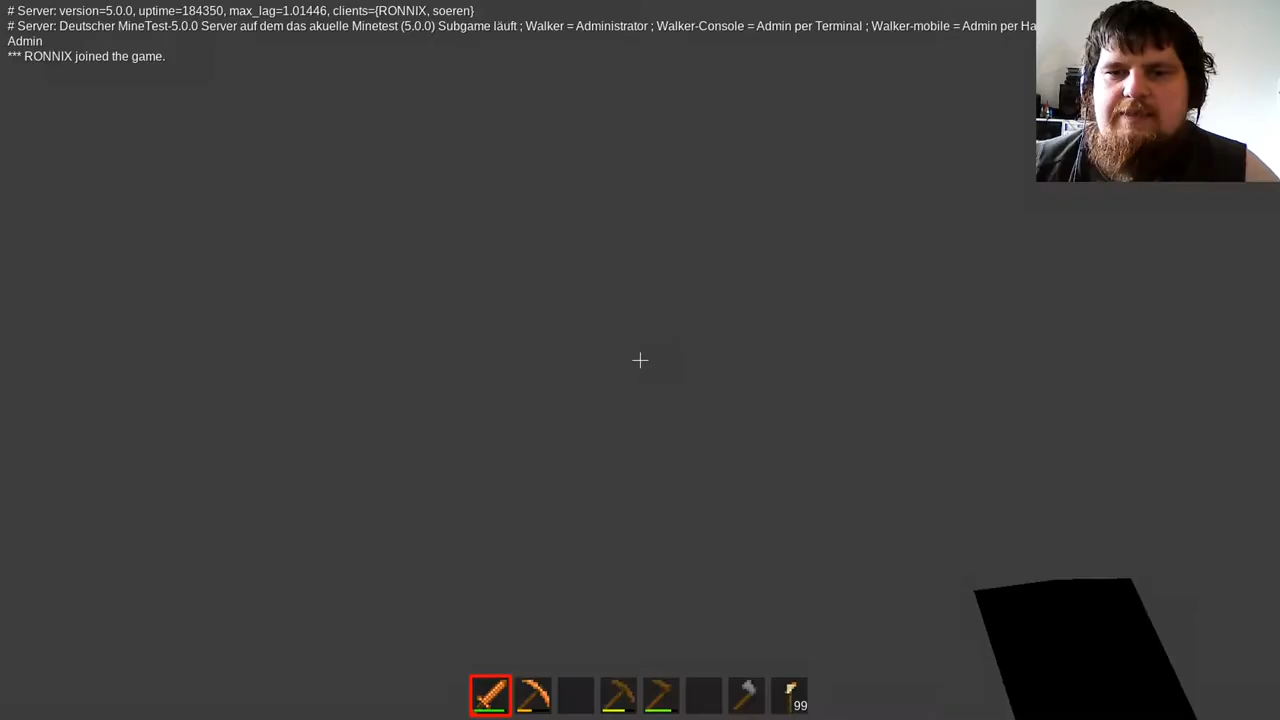 # Server: version=5.0.0, uptime=184350, max_lag=1.01446, clients={RONNIX, soeren}
# Server: Deutscher MineTest-5.0.0 Server auf dem das akuelle Minetest (5.0.0) Subgame läuft ; Walker = Administrator ; Walker-Console = Admin per Terminal ; Walker-mobile = Admin per
Admin
*** RONNIX joined the game.
99